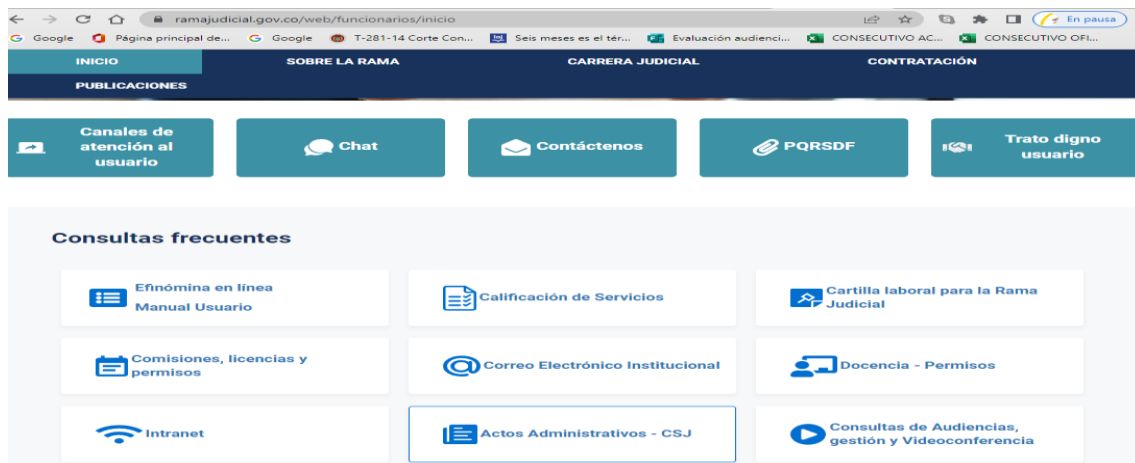 ramajudicial.gov.co/web/funcionarios/inicio
En pausa
Google
Página principal de...
Google
T-281-14 Corte Con...
Seis meses es el tér...
Evaluación audienci...
CONSECUTIVO AC...
CONSECUTIVO OFI...
INICIO
SOBRE LA RAMA
CARRERA JUDICIAL
CONTRATACIÓN
PUBLICACIONES
Canales de
atención al
usuario
Chat
Contáctenos
PQRSDF
Trato digno
usuario
Consultas frecuentes
Efinómina en línea
Manual Usuario
Calificación de Servicios
Cartilla laboral para la Rama
Judicial
Comisiones, licencias y
permisos
Correo Electrónico Institucional
Docencia - Permisos
Intranet
Actos Administrativos - CSJ
Consultas de Audiencias,
gestión y Videoconferencia